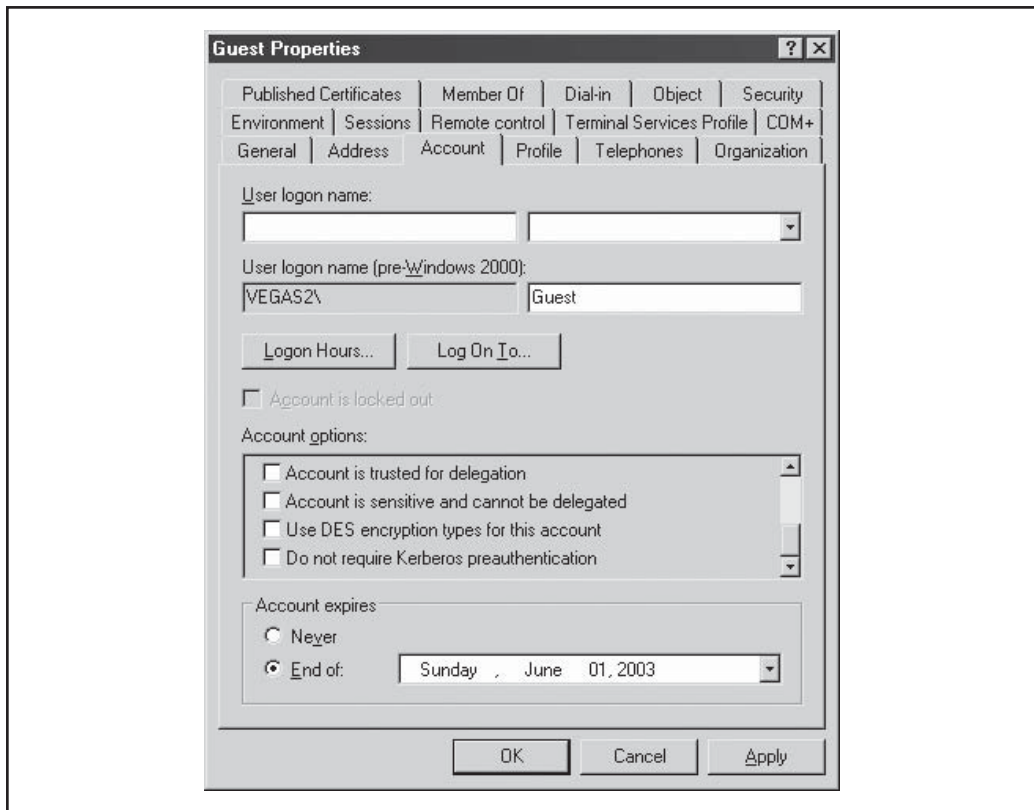 Guest Properties
Published Certificates Member Of Dial-in Object Security
Environment Sessions Remote control Terminal Services Profile COM+
General Address Account Profile Telephones Organization
User logon name:
User logon name (pre-Windows 2000):
VEGAS2\ Guest
Logon Hours... Log On To...
Account is locked out
Account options:
Account is trusted for delegation
Account is sensitive and cannot be delegated
Use DES encryption types for this account
Do not require Kerberos preauthentication
Account expires
Never
End of: Sunday , June 01, 2003
OK Cancel Apply